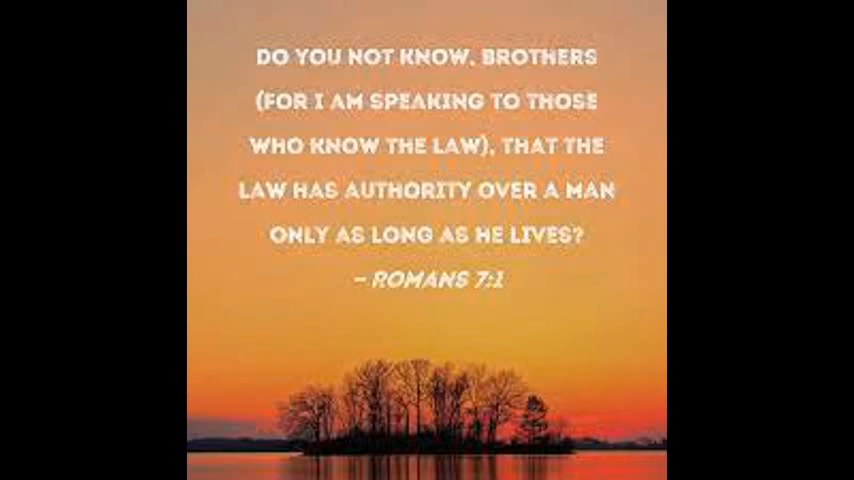 DO YOU NOT KNOW, BROTHERS
(FOR I AM SPEAKING TO THOSE
WHO KNOW THE LAW), THAT THE
LAW HAS AUTHORITY OVER A MAN
ONLY AS LONG AS HE LIVES?
– ROMANS 7:1